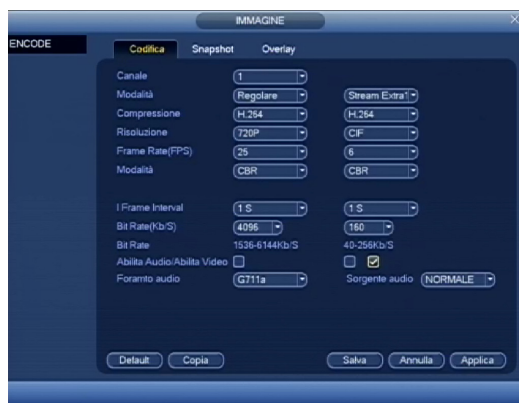 IMMAGINE
ENCODE
Codifica Snapshot Overlay
Canale 1
Modalità Regolare Stream Extra1
Compressione H.264 H.264
Risoluzione 720P CIF
Frame Rate(FPS) 25 6
Modalità CBR CBR
I Frame Interval 1 S 1 S
Bit Rate(Kb/S) 4096 160
Bit Rate 1536-6144Kb/S 40-256Kb/S
Abilita Audio/Abilita Video
Foramto audio G711a Sorgente audio NORMALE
Default Copia Salva Annulla Applica